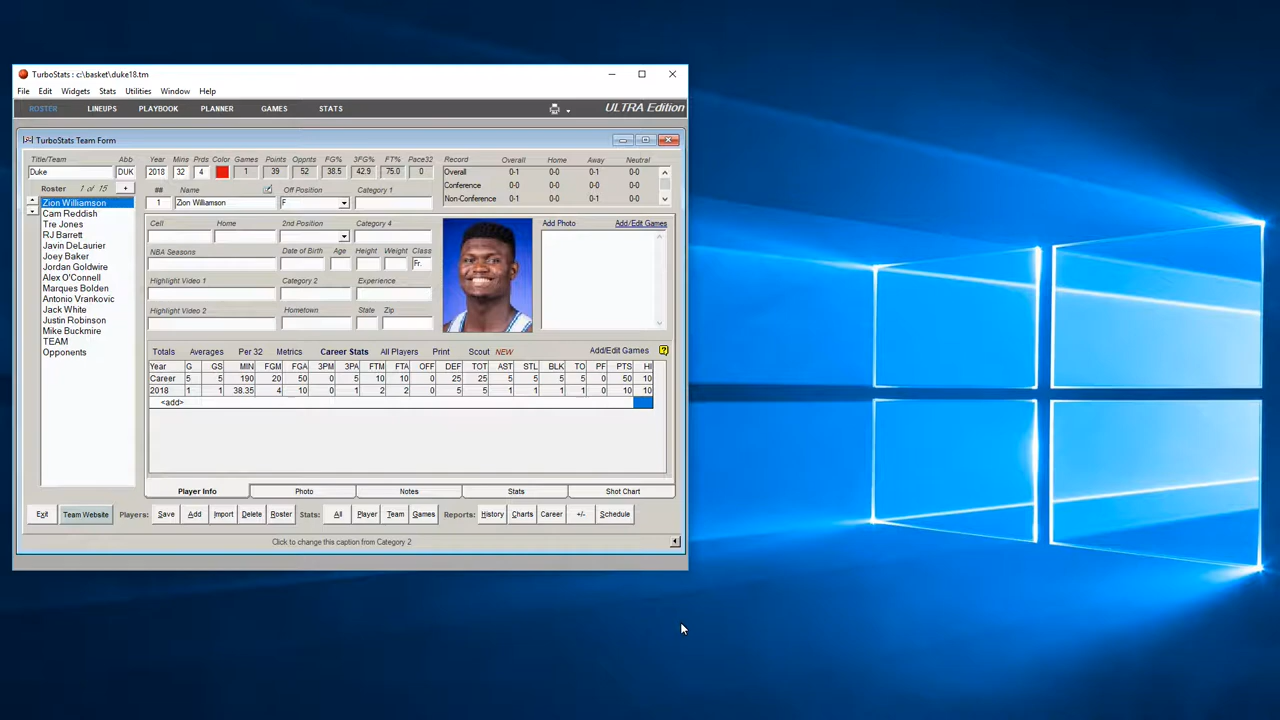 TurboStats : c:\basket\duke18.tm
File Edit Stats Widgets Utilities Window Help
ROSTER LINEUPS PLAYBOOK PLANNER GAMES STATS ULTRA Edition
TurboStats Team Form
Title/Team Abb Year Mins Prds Color Games Points Oppnts FG% 3FG% FT% Pace32 Record Overall Home Away Neutral
Duke DUK 2018 32 4 1 39 52 38.5 42.9 75.0 0 Overall 0-1 0-0 0-1 0-0
Conference 0-0 0-0 0-0 0-0
Non-Conference 0-1 0-0 0-1 0-0
Roster 1 of 15 + ## Name Off Position Category 1
1 Zion Williamson F
Zion Williamson
Cam Reddish
Tre Jones
RJ Barrett
Javin DeLaurier
Joey Baker
Jordan Goldwire
Alex O'Connell
Marques Bolden
Antonio Vrankovic
Jack White
Justin Robinson
Mike Buckmire
TEAM
Opponents
Cell Home 2nd Position Category 4 Add Photo Add/Edit Games
NBA Seasons Date of Birth Age Height Weight Class
Fr.
Highlight Video 1 Category 2 Experience
Highlight Video 2 Hometown State Zip
Totals Averages Per 32 Metrics Career Stats All Players Print Scout NEW Add/Edit Games ?
Year G GS MIN FGM FGA 3PM 3PA FTM FTA OFF DEF TOT AST STL BLK TO PF PTS HI
Career 5 5 190 20 50 0 5 10 10 0 25 25 5 5 5 5 0 50 10
2018 1 1 38.35 4 10 0 1 2 2 0 5 5 1 1 1 1 0 10 10
<add>
Player Info Photo Notes Stats Shot Chart
Exit Team Website Players: Save Add Import Delete Roster Stats: All Player Team Games Reports: History Charts Career +/- Schedule
Click to change this caption from Category 2